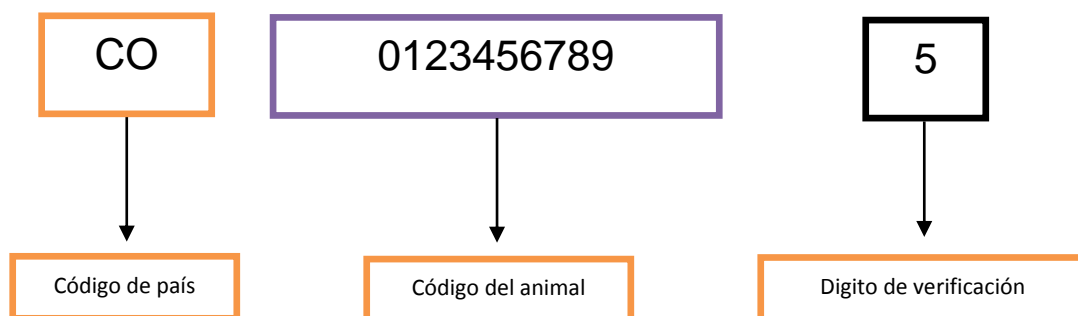 CO 0123456789 5
Código de país Código del animal Digito de verificación